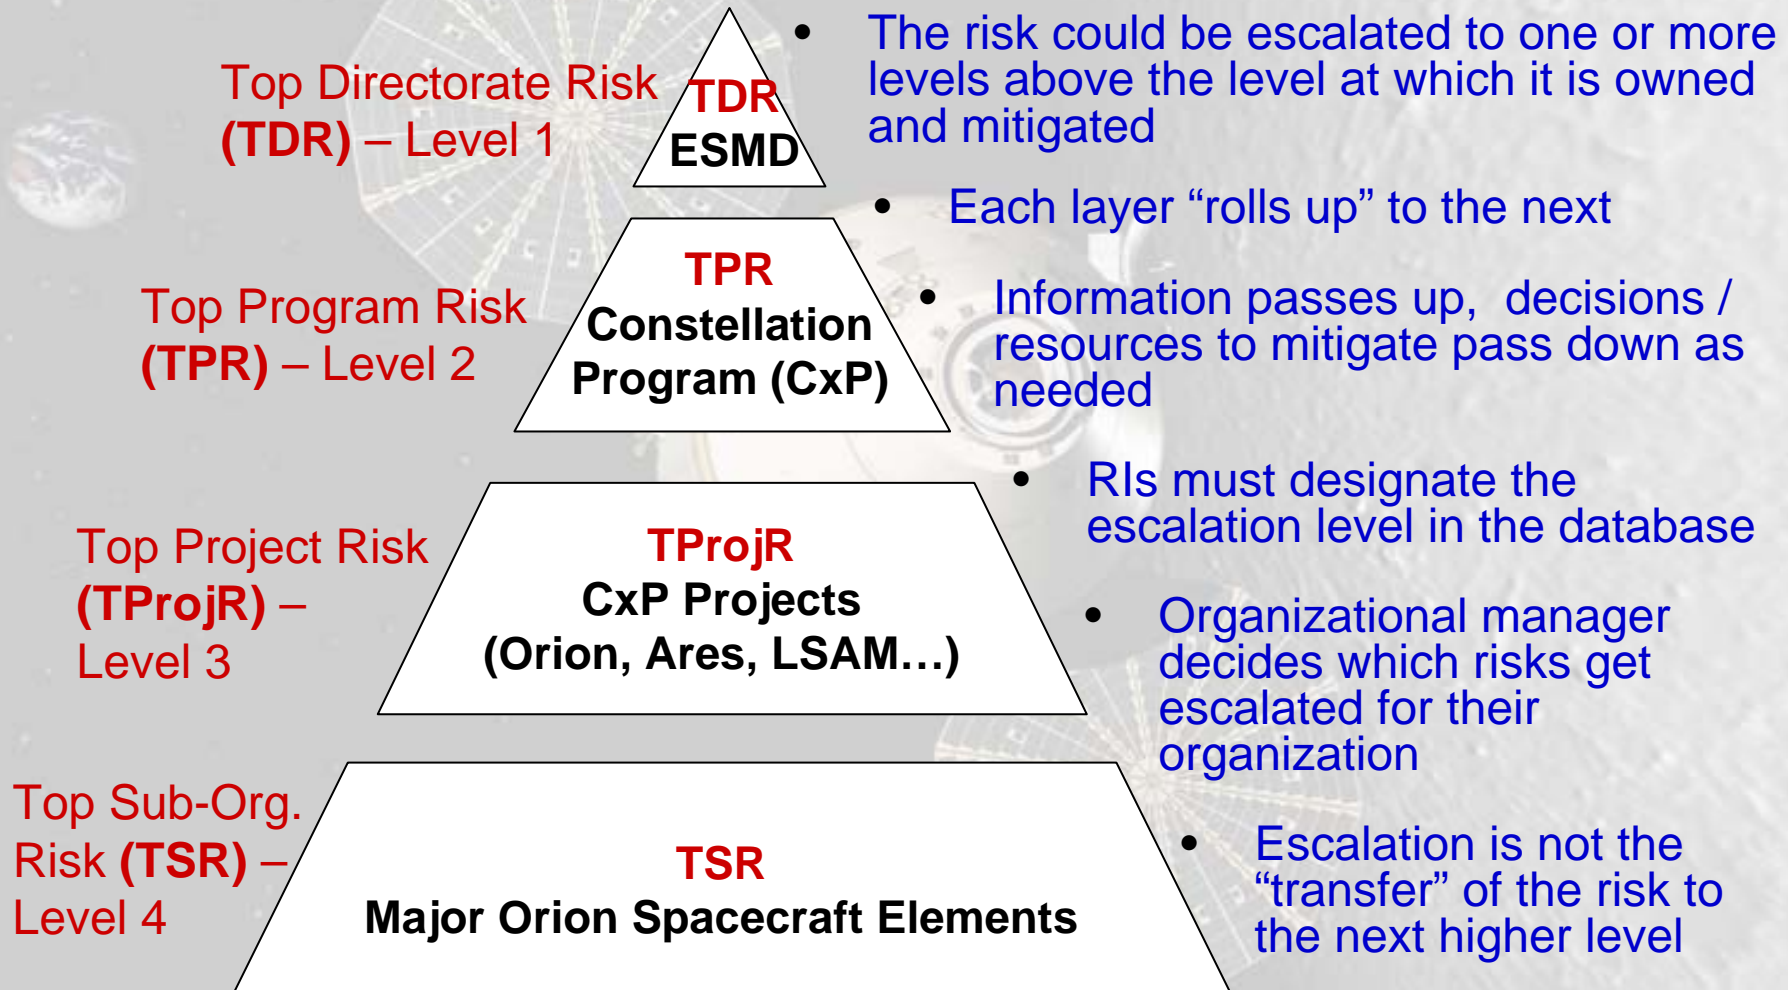 Top Directorate Risk
(TDR) – Level 1
TDR
ESMD
Top Program Risk
(TPR) – Level 2
TPR
Constellation
Program (CxP)
Top Project Risk
(TProjR) –
Level 3
TProjR
CxP Projects
(Orion, Ares, LSAM…)
Top Sub-Org.
Risk (TSR) –
Level 4
TSR
Major Orion Spacecraft Elements
• The risk could be escalated to one or more
levels above the level at which it is owned
and mitigated
• Each layer “rolls up” to the next
• Information passes up, decisions /
resources to mitigate pass down as
needed
• RIs must designate the
escalation level in the database
• Organizational manager
decides which risks get
escalated for their
organization
• Escalation is not the
“transfer” of the risk to
the next higher level